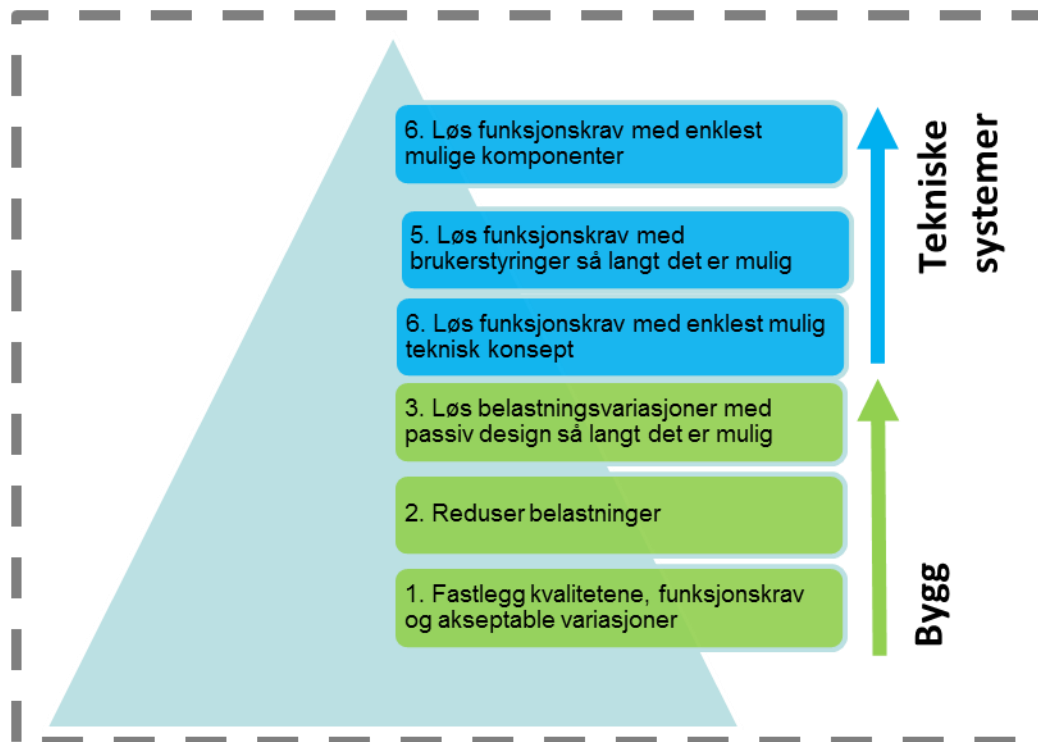 6. Løs funksjonskrav med enklest
mulige komponenter
5. Løs funksjonskrav med
brukerstyringer så langt det er mulig
6. Løs funksjonskrav med enklest mulig
teknisk konsept
3. Løs belastningsvariasjoner med
passiv design så langt det er mulig
2. Reduser belastninger
1. Fastlegg kvalitetene, funksjonskrav
og akseptable variasjoner
Tekniske
systemer
Bygg